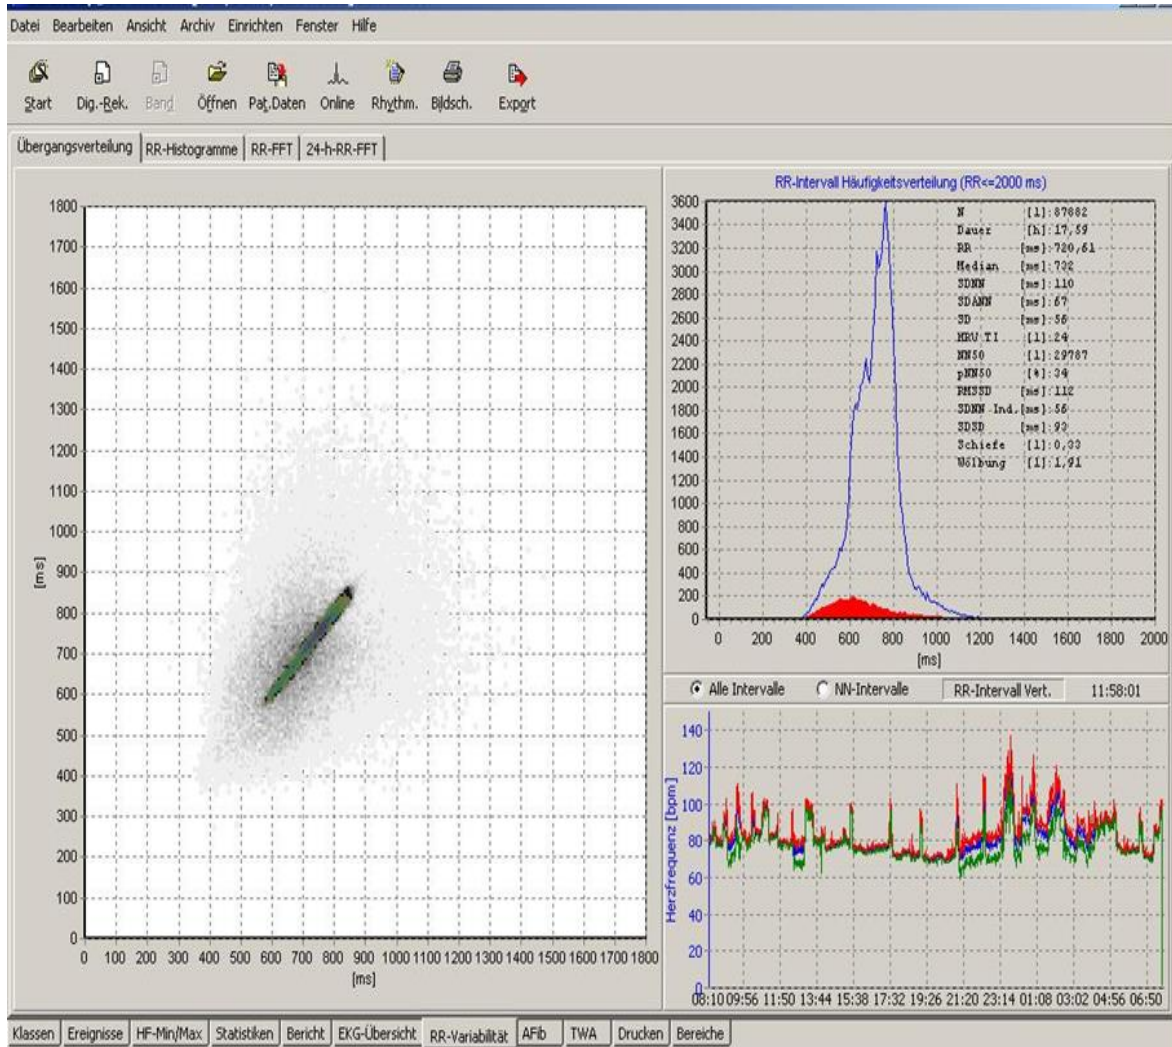 Datei Bearbeiten Ansicht Archiv Einrichten Fenster Hilfe
Start Dig.-Rek. Band Öffnen Pat.Daten Online Rhythm. Bildsch. Export
Übergangsverteilung RR-Histogramme RR-FFT 24-h-RR-FFT
1800
1700
1600
1500
1400
1300
1200
1100
1000
900
800
700
600
500
400
300
200
100
0
[ms]
0 100 200 300 400 500 600 700 800 900 1000 1100 1200 1300 1400 1500 1600 1700 1800
[ms]
RR-Intervall Häufigkeitsverteilung (RR<=2000 ms)
3600
3400
3200
3000
2800
2600
2400
2200
2000
1800
1600
1400
1200
1000
800
600
400
200
0
N [1]:87882
Dauer [h]:17,59
RR [ms]:720,61
Median [ms]:732
SDNN [ms]:110
SDANN [ms]:67
SD [ms]:56
HRV TI [1]:24
NN50 [1]:29787
pNN50 [%]:34
RMSSD [ms]:112
SDNN Ind.[ms]:56
SDSD [ms]:93
Schiefe [1]:0,33
Wölbung [1]:1,91
0 200 400 600 800 1000 1200 1400 1600 1800 2000
[ms]
Alle Intervalle NN-Intervalle RR-Intervall Vert. 11:58:01
140
120
100
80
60
40
20
0
Herzfrequenz [bpm]
08:10 09:56 11:50 13:44 15:38 17:32 19:26 21:20 23:14 01:08 03:02 04:56 06:50
Klassen Ereignisse HF-Min/Max Statistiken Bericht EKG-Übersicht RR-Variabilität AFib TWA Drucken Bereiche